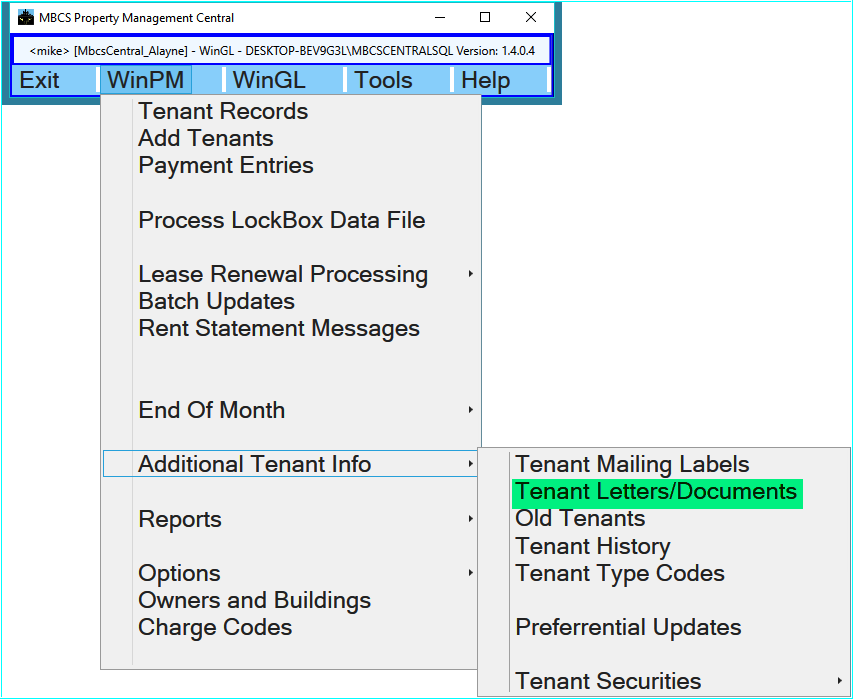 MBCS Property Management Central
<mike> [MbcsCentral_Alayne] - WinGL - DESKTOP-BEV9G3L\MBCSCENTRALSQL Version: 1.4.0.4
Exit WinPM WinGL Tools Help
Tenant Records
Add Tenants
Payment Entries
Process LockBox Data File
Lease Renewal Processing
Batch Updates
Rent Statement Messages
End Of Month
Additional Tenant Info
Reports
Options
Owners and Buildings
Charge Codes
Tenant Mailing Labels
Tenant Letters/Documents
Old Tenants
Tenant History
Tenant Type Codes
Preferrential Updates
Tenant Securities